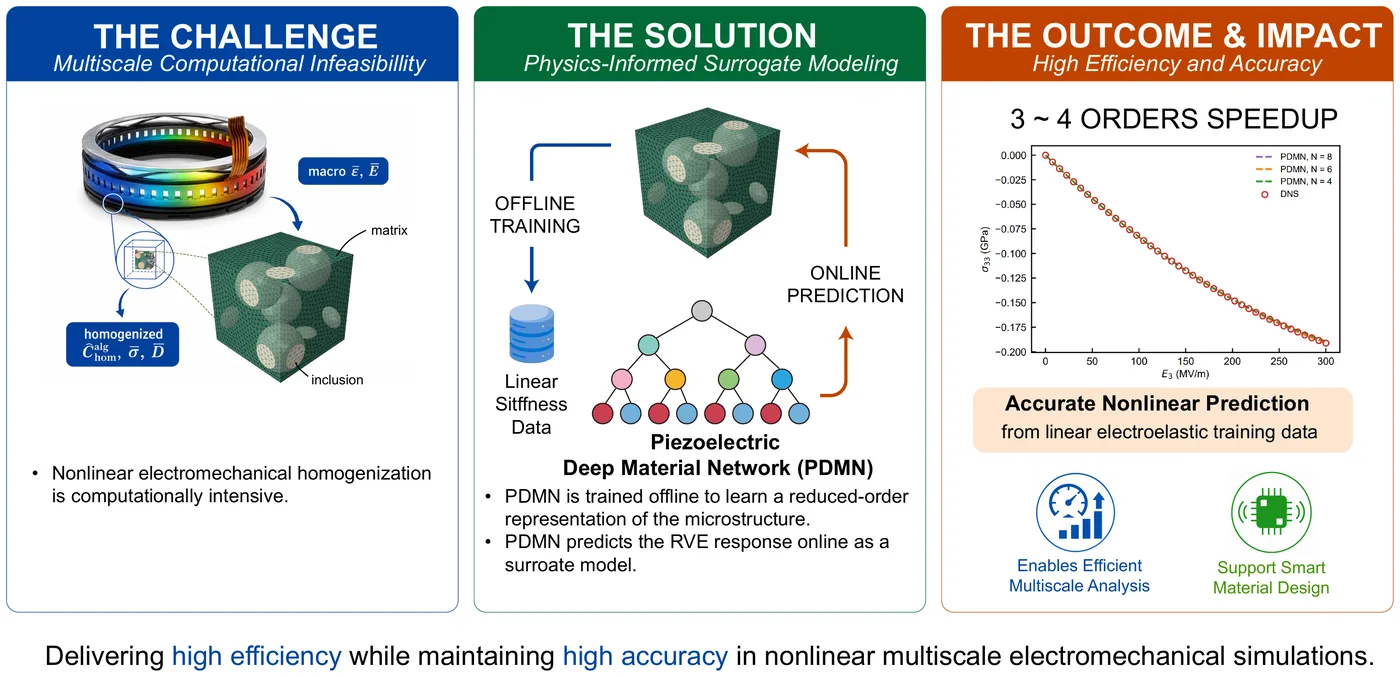 THE CHALLENGE
Multiscale Computational Infeasibillity
macro ε̅, E̅
matrix
homogenized
Ĉ alg hom, σ̅, D̅
inclusion
• Nonlinear electromechanical homogenization
is computationally intensive.
THE SOLUTION
Physics-Informed Surrogate Modeling
OFFLINE
TRAINING
ONLINE
PREDICTION
Linear
Sitffness
Data
Piezoelectric
Deep Material Network (PDMN)
• PDMN is trained offline to learn a reduced-order
representation of the microstructure.
• PDMN predicts the RVE response online as a
surroate model.
THE OUTCOME & IMPACT
High Efficiency and Accuracy
3 ~ 4 ORDERS SPEEDUP
PDMN, N = 8
PDMN, N = 6
PDMN, N = 4
DNS
0.000
−0.025
−0.050
−0.075
−0.100
−0.125
−0.150
−0.175
−0.200
σ33 (GPa)
0 50 100 150 200 250 300
E3 (MV/m)
Accurate Nonlinear Prediction
from linear electroelastic training data
Enables Efficient
Multiscale Analysis
Support Smart
Material Design
Delivering high efficiency while maintaining high accuracy in nonlinear multiscale electromechanical simulations.